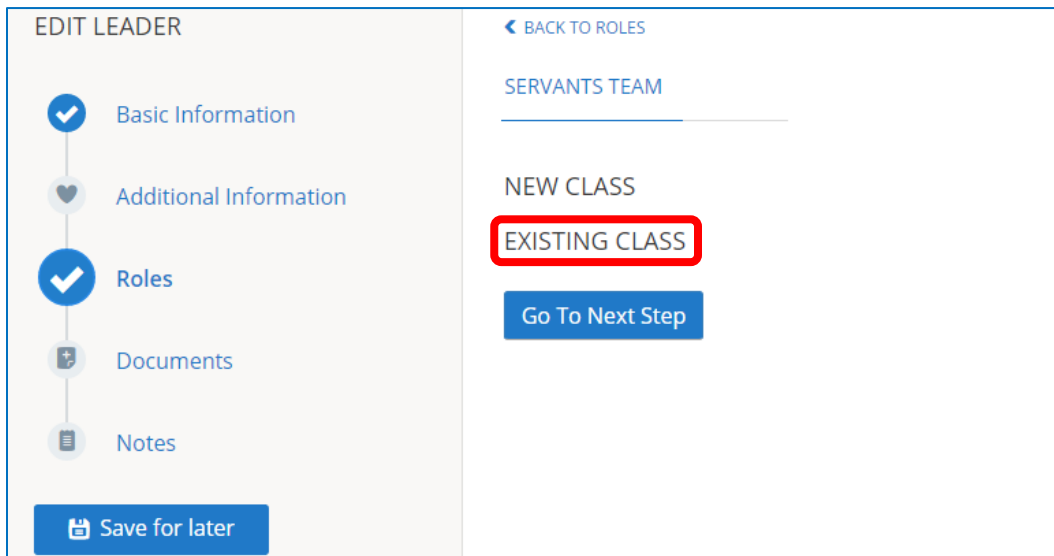 EDIT LEADER
Basic Information
Additional Information
Roles
Documents
Notes
Save for later
BACK TO ROLES
SERVANTS TEAM
NEW CLASS
EXISTING CLASS
Go To Next Step